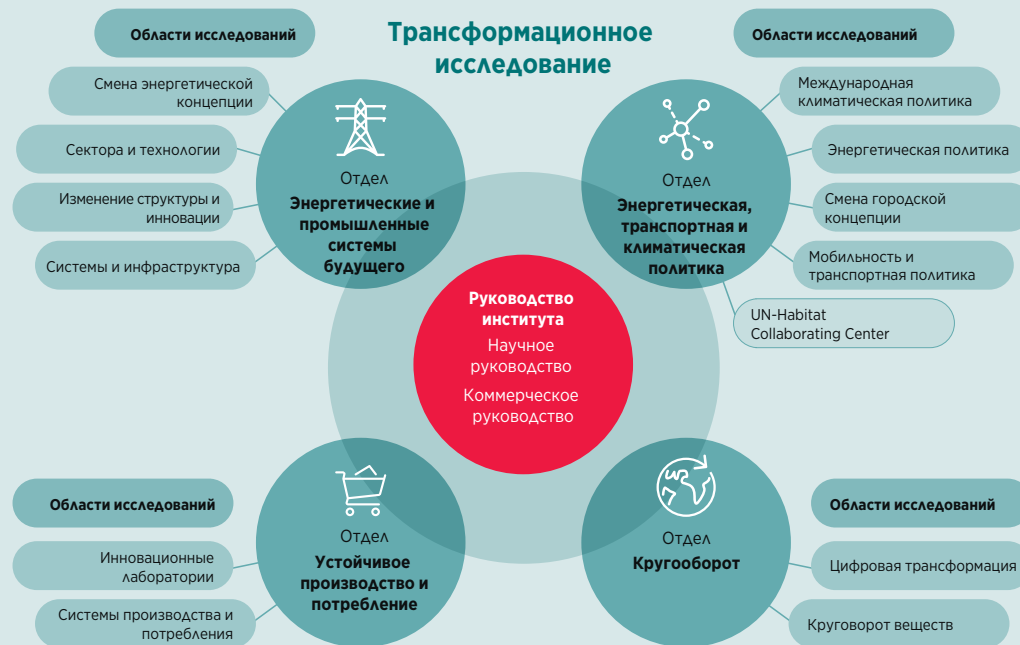 Трансформационное
исследование
Области исследований
Смена энергетической
концепции
Сектора и технологии
Изменение структуры и
инновации
Системы и инфраструктура
Отдел
Энергетические и
промышленные
системы
будущего
Области исследований
Международная
климатическая политика
Энергетическая политика
Смена городской
концепции
Мобильность и
транспортная политика
UN-Habitat
Collaborating Center
Отдел
Энергетическая,
транспортная и
климатическая
политика
Руководство
института
Научное
руководство
Коммерческое
руководство
Области исследований
Инновационные
лаборатории
Системы производства и
потребления
Отдел
Устойчивое
производство и
потребление
Отдел
Кругооборот
Области исследований
Цифровая трансформация
Круговорот веществ